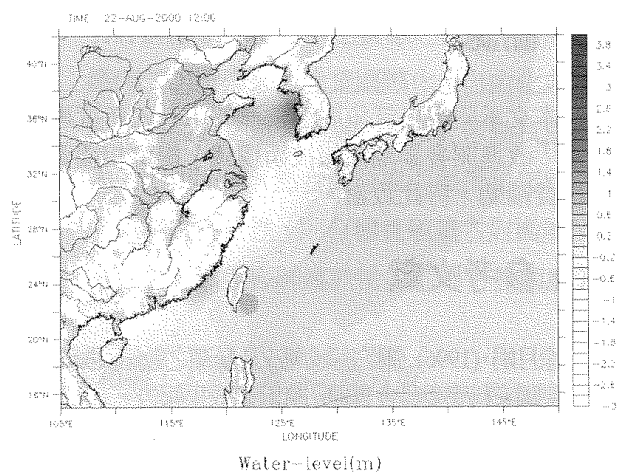 TIME 22-AUG-2000 12:00
40°N
36°N
32°N
28°N
24°N
20°N
16°N
LATITUDE
105°E 115°E 125°E 135°E 145°E
LONGITUDE
3.8
3.4
3
2.6
2.2
1.8
1.4
1
0.6
0.2
-0.2
-0.6
-1
-1.4
-1.8
-2.2
-2.6
-3
Water-level(m)